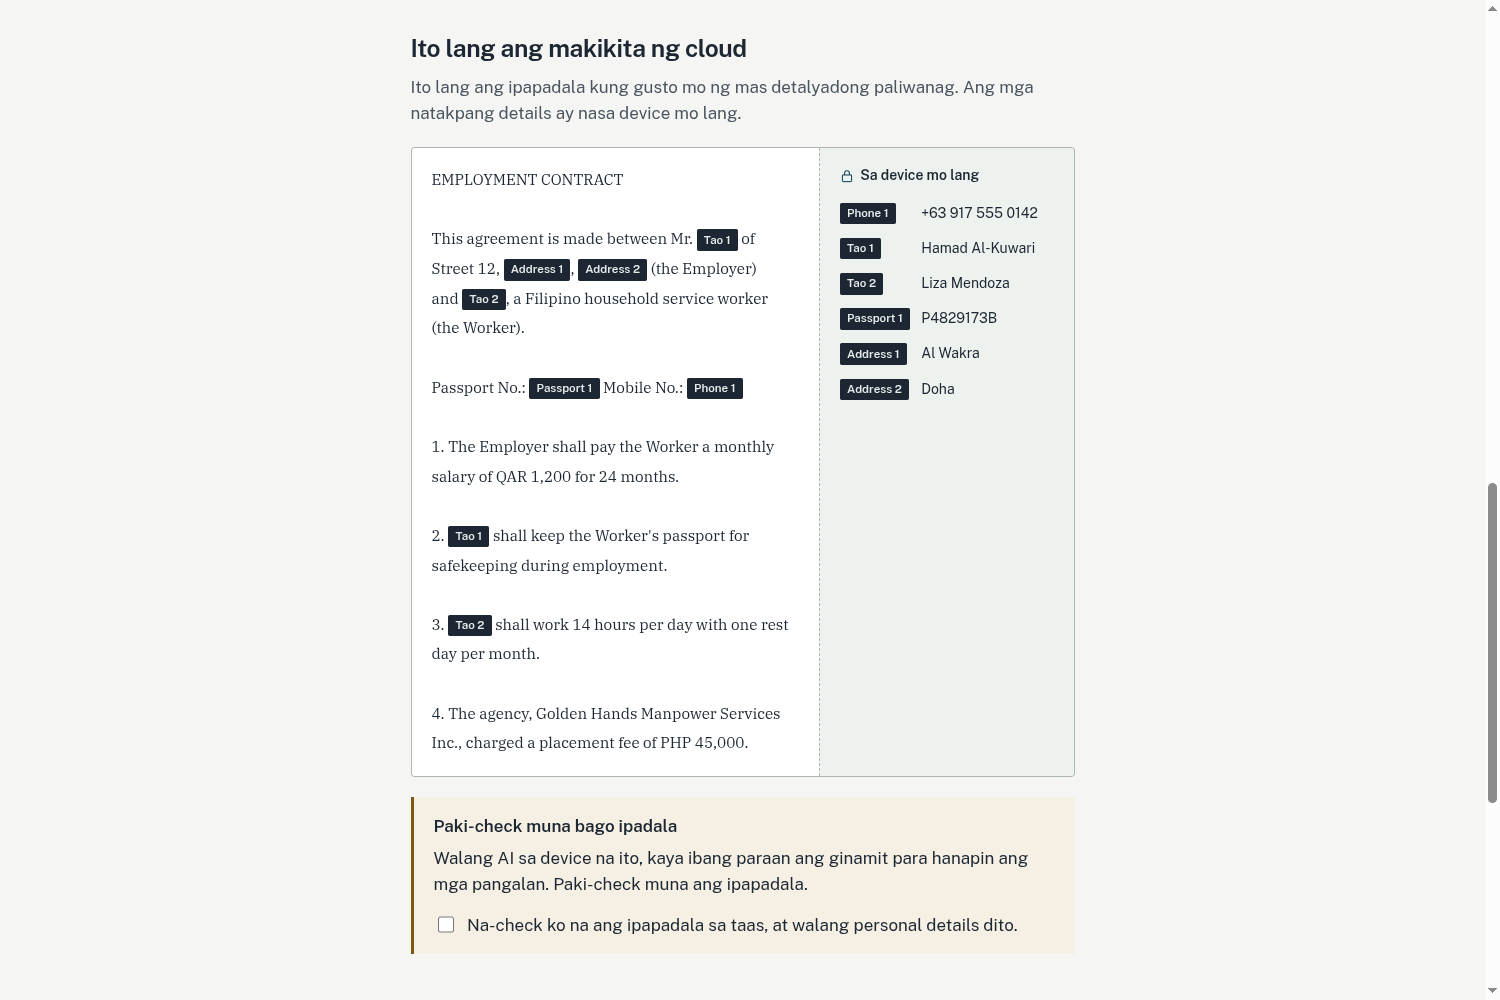 Ito lang ang makikita ng cloud
Ito lang ang ipapadala kung gusto mo ng mas detalyadong paliwanag. Ang mga
natakpang details ay nasa device mo lang.
EMPLOYMENT CONTRACT
This agreement is made between Mr. Tao 1 of
Street 12, Address 1, Address 2 (the Employer)
and Tao 2, a Filipino household service worker
(the Worker).
Passport No.: Passport 1 Mobile No.: Phone 1
1. The Employer shall pay the Worker a monthly
salary of QAR 1,200 for 24 months.
2. Tao 1 shall keep the Worker's passport for
safekeeping during employment.
3. Tao 2 shall work 14 hours per day with one rest
day per month.
4. The agency, Golden Hands Manpower Services
Inc., charged a placement fee of PHP 45,000.
Sa device mo lang
Phone 1 +63 917 555 0142
Tao 1 Hamad Al-Kuwari
Tao 2 Liza Mendoza
Passport 1 P4829173B
Address 1 Al Wakra
Address 2 Doha
Paki-check muna bago ipadala
Walang AI sa device na ito, kaya ibang paraan ang ginamit para hanapin ang
mga pangalan. Paki-check muna ang ipapadala.
Na-check ko na ang ipapadala sa taas, at walang personal details dito.